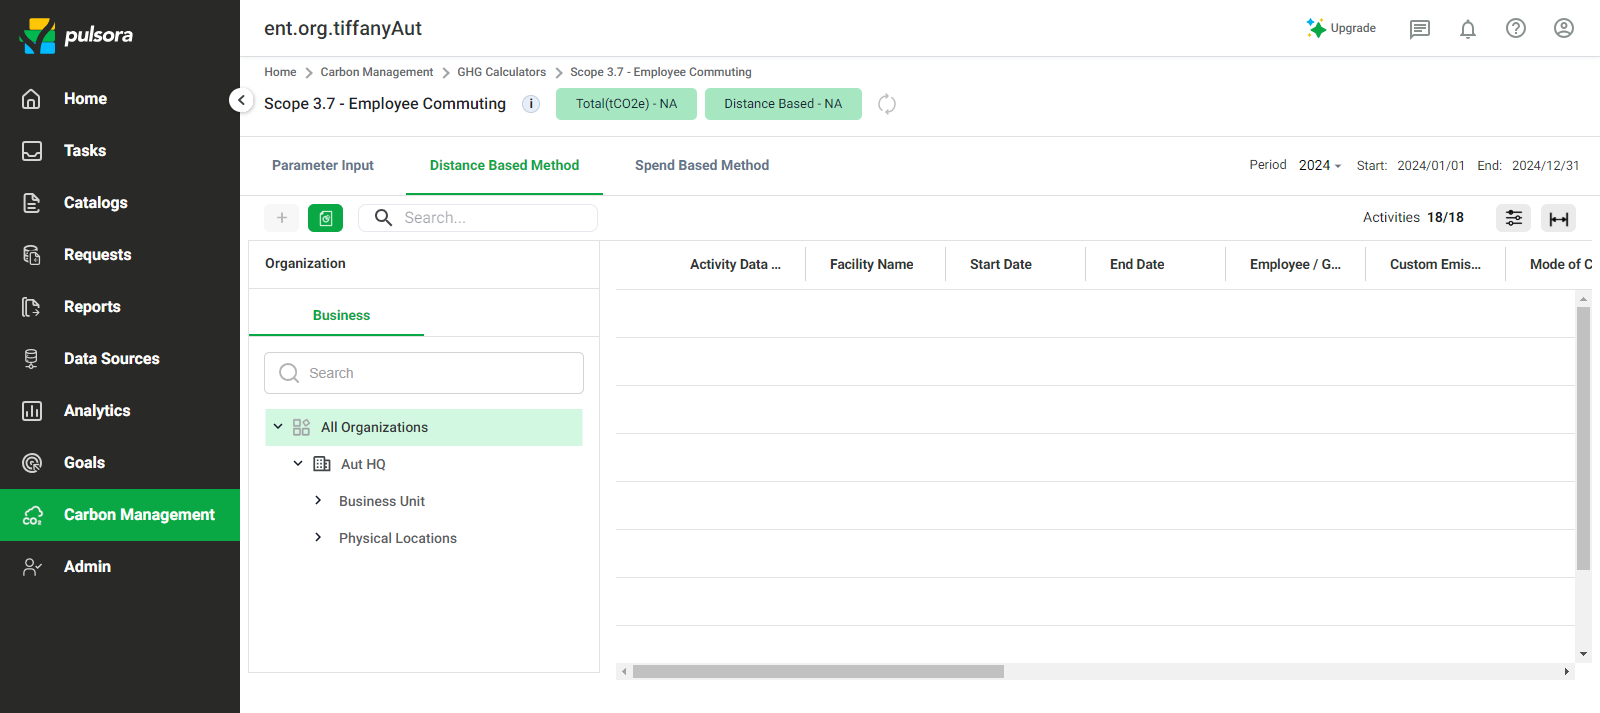 pulsora
ent.org.tiffanyAut
Upgrade
Home
Tasks
Catalogs
Requests
Reports
Data Sources
Analytics
Goals
Carbon Management
Admin
Home > Carbon Management > GHG Calculators > Scope 3.7 - Employee Commuting
Scope 3.7 - Employee Commuting i Total(tCO2e) - NA Distance Based - NA
Parameter Input Distance Based Method Spend Based Method Period 2024 Start: 2024/01/01 End: 2024/12/31
+ Search... Activities 18/18
Organization
Business
Search
All Organizations
Aut HQ
Business Unit
Physical Locations
Activity Data ... Facility Name Start Date End Date Employee / G... Custom Emis... Mode of C